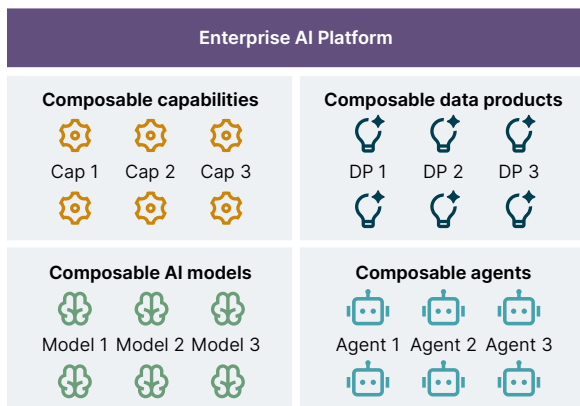 Enterprise AI Platform
Composable capabilities
Cap 1 Cap 2 Cap 3
Composable data products
DP 1 DP 2 DP 3
Composable AI models
Model 1 Model 2 Model 3
Composable agents
Agent 1 Agent 2 Agent 3